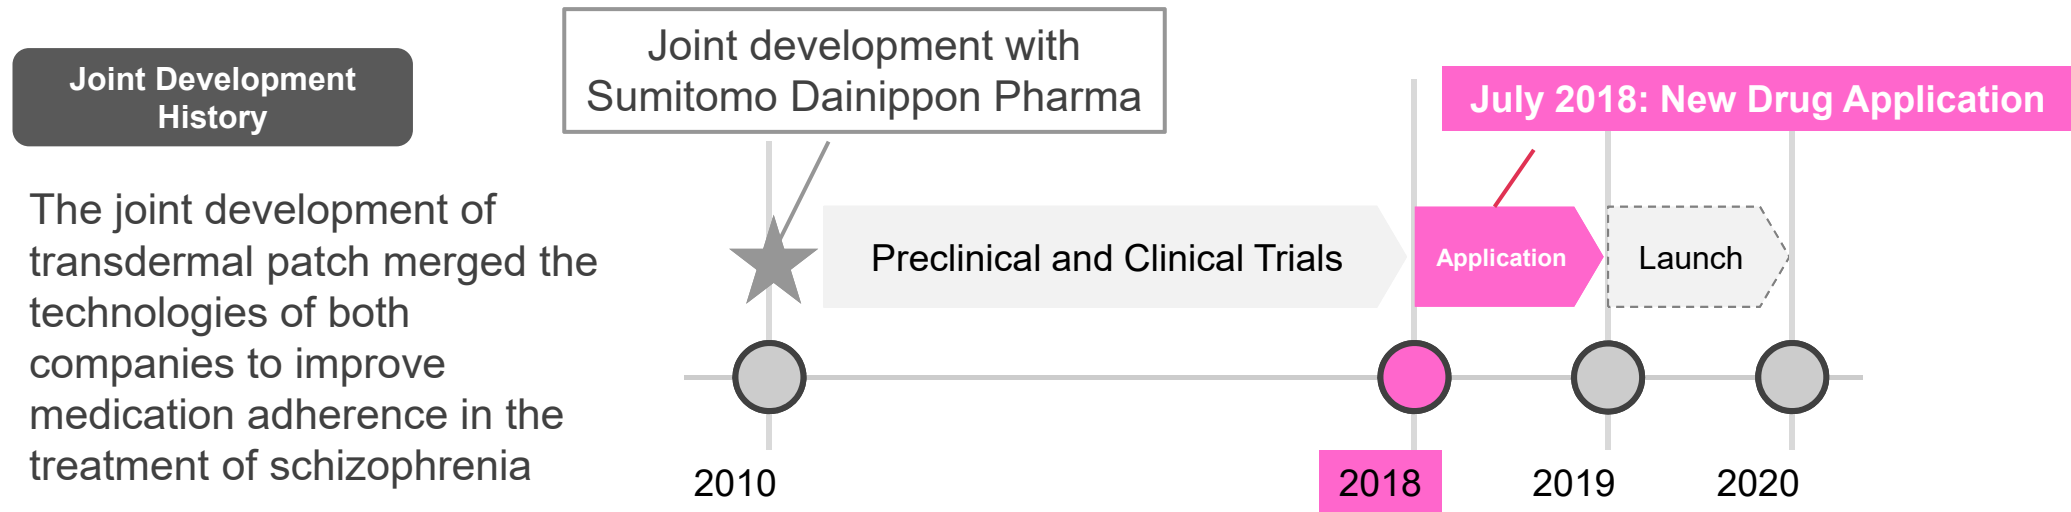 Joint Development
History
The joint development of
transdermal patch merged the
technologies of both
companies to improve
medication adherence in the
treatment of schizophrenia
Joint development with
Sumitomo Dainippon Pharma
July 2018: New Drug Application
Preclinical and Clinical Trials
Application
Launch
2010
2018
2019
2020